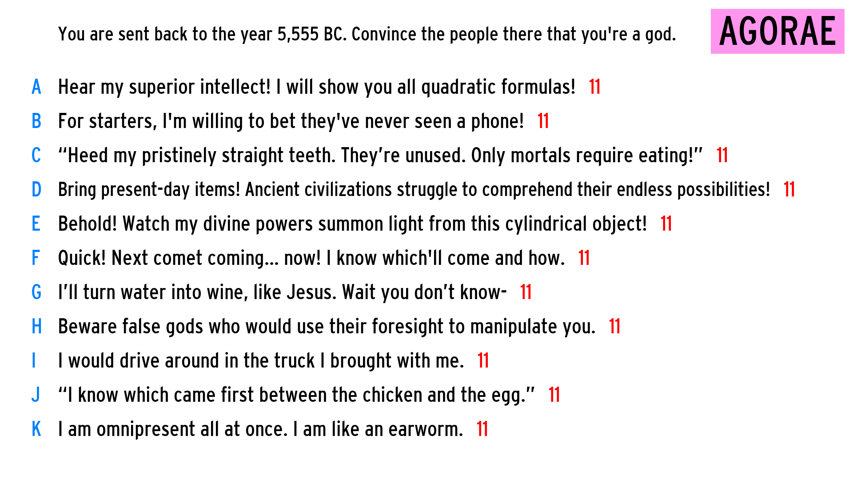 You are sent back to the year 5,555 BC. Convince the people there that you're a god.
AGORAE
A Hear my superior intellect! I will show you all quadratic formulas! 11
B For starters, I'm willing to bet they've never seen a phone! 11
C “Heed my pristinely straight teeth. They’re unused. Only mortals require eating!” 11
D Bring present-day items! Ancient civilizations struggle to comprehend their endless possibilities! 11
E Behold! Watch my divine powers summon light from this cylindrical object! 11
F Quick! Next comet coming... now! I know which'll come and how. 11
G I’ll turn water into wine, like Jesus. Wait you don’t know- 11
H Beware false gods who would use their foresight to manipulate you. 11
I I would drive around in the truck I brought with me. 11
J “I know which came first between the chicken and the egg.” 11
K I am omnipresent all at once. I am like an earworm. 11